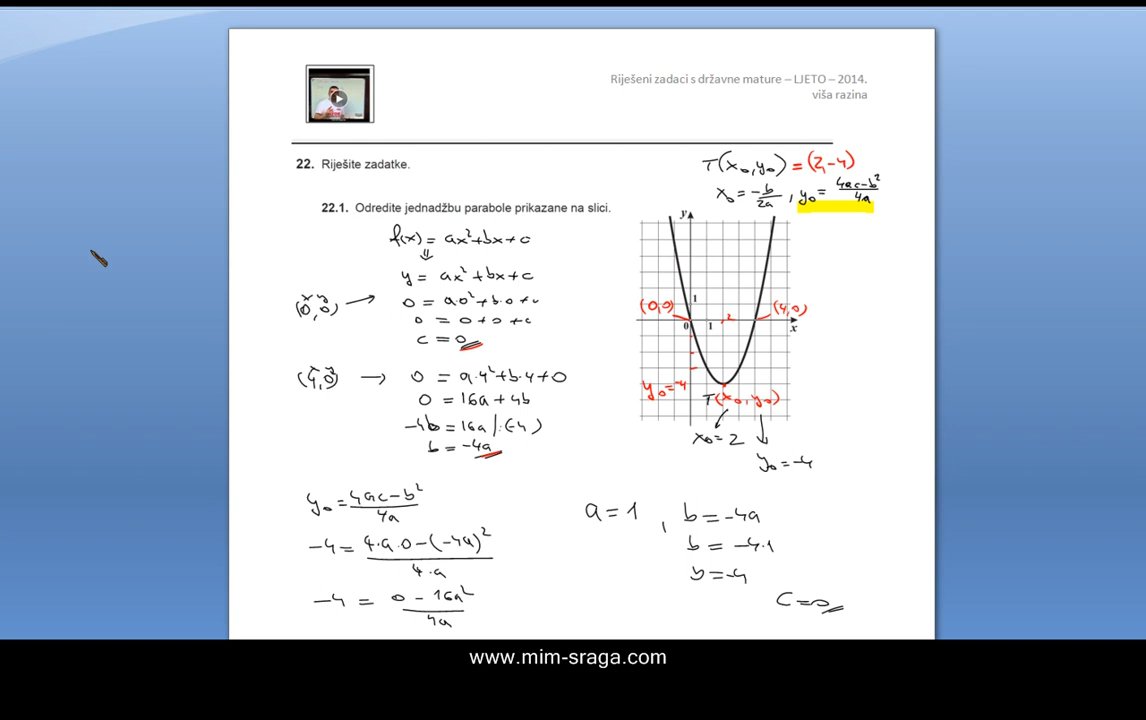 Riješeni zadaci s državne mature – LJETO – 2014.
viša razina
22. Riješite zadatke.
T(x₀,y₀) = (2,-4)
x₀ = -b/2a , y₀ = 4ac-b²/4a
22.1. Odredite jednadžbu parabole prikazane na slici.
f(x) = ax²+bx+c
⇓
y = ax²+bx+c
x y
(0,0) → 0 = a·0²+b·0+c
0 = 0+0+c
c = 0
x y
(4,0) → 0 = a·4²+b·4+0
0 = 16a+4b
-4b = 16a /:(-4)
b = -4a
y
1
(0,0)
2
(4,0)
0
1
x
y₀=-4
T(x₀,y₀)
x₀=2
y₀=-4
y₀ = 4ac-b²/4a
-4 = 4·a·0-(-4a)²/4·a
-4 = 0-16a²/4a
a=1 , b=-4a
b = -4·1
b=-4
c=0
www.mim-sraga.com